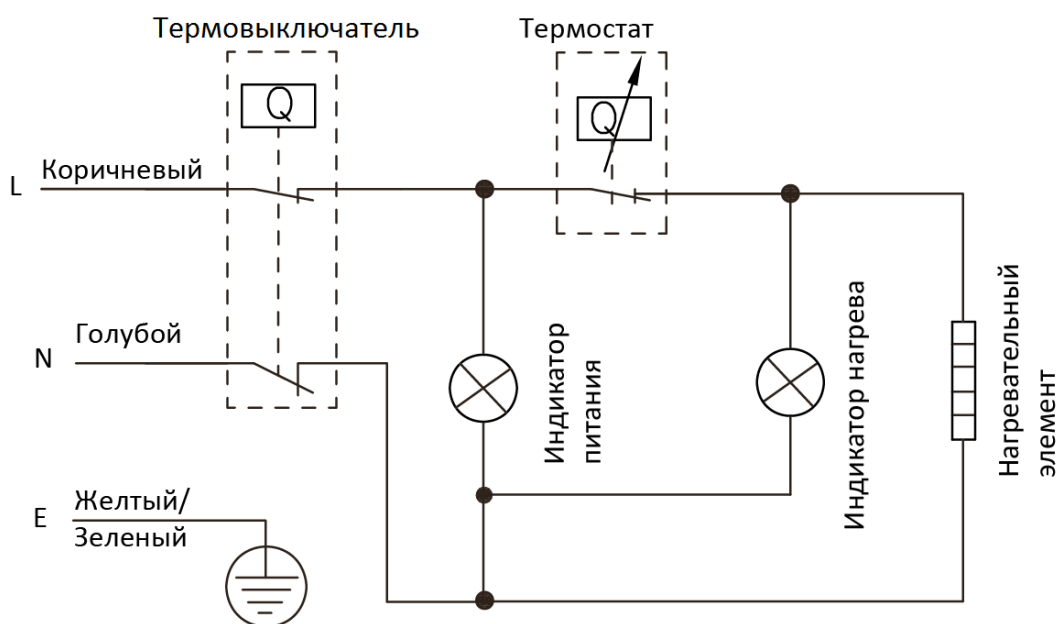 Термовыключатель
Термостат
Q
Q
L
Коричневый
N
Голубой
E
Желтый/
Зеленый
Индикатор
питания
Индикатор нагрева
Нагревательный
элемент